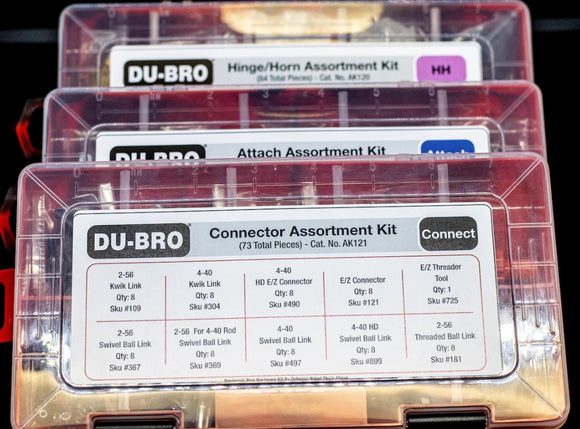 DU-BRO
Hinge/Horn Assortment Kit
(84 Total Pieces) - Cat. No. AK120
HH
DU-BRO
Attach Assortment Kit
Attach
DU-BRO
Connector Assortment Kit
(73 Total Pieces) - Cat. No. AK121
Connect
2-56
Kwik Link
Qty: 8
Sku #109
4-40
Kwik Link
Qty: 8
Sku #304
4-40
HD E/Z Connector
Qty: 8
Sku #490
E/Z Connector
Qty: 8
Sku #121
E/Z Threader
Tool
Qty: 1
Sku #725
2-56
Swivel Ball Link
Qty: 8
Sku #367
2-56 For 4-40 Rod
Swivel Ball Link
Qty: 8
Sku #369
4-40
Swivel Ball Link
Qty: 8
Sku #497
4-40 HD
Swivel Ball Link
Qty: 8
Sku #899
2-56
Threaded Ball Link
Qty: 8
Sku #181